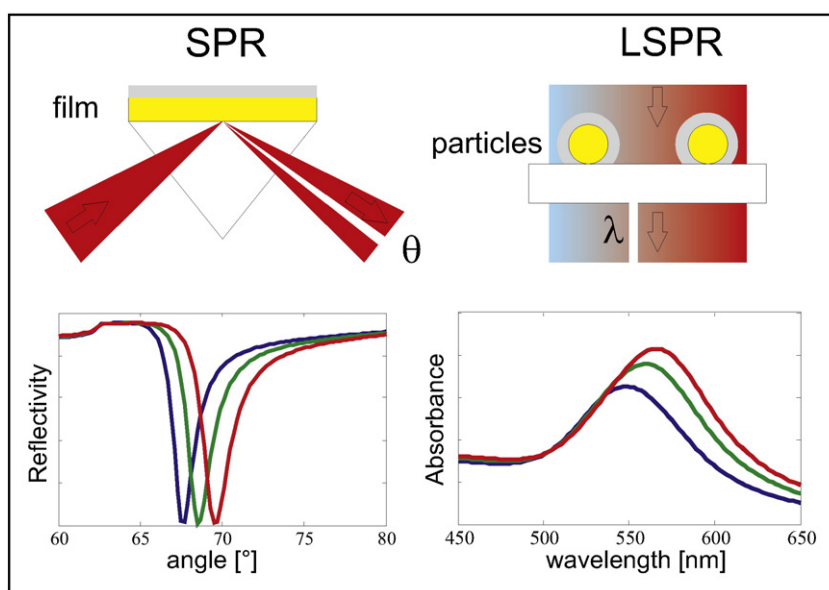 SPR
film
θ
Reflectivity
60 65 70 75 80
angle [°]
LSPR
particles
λ
Absorbance
450 500 550 600 650
wavelength [nm]